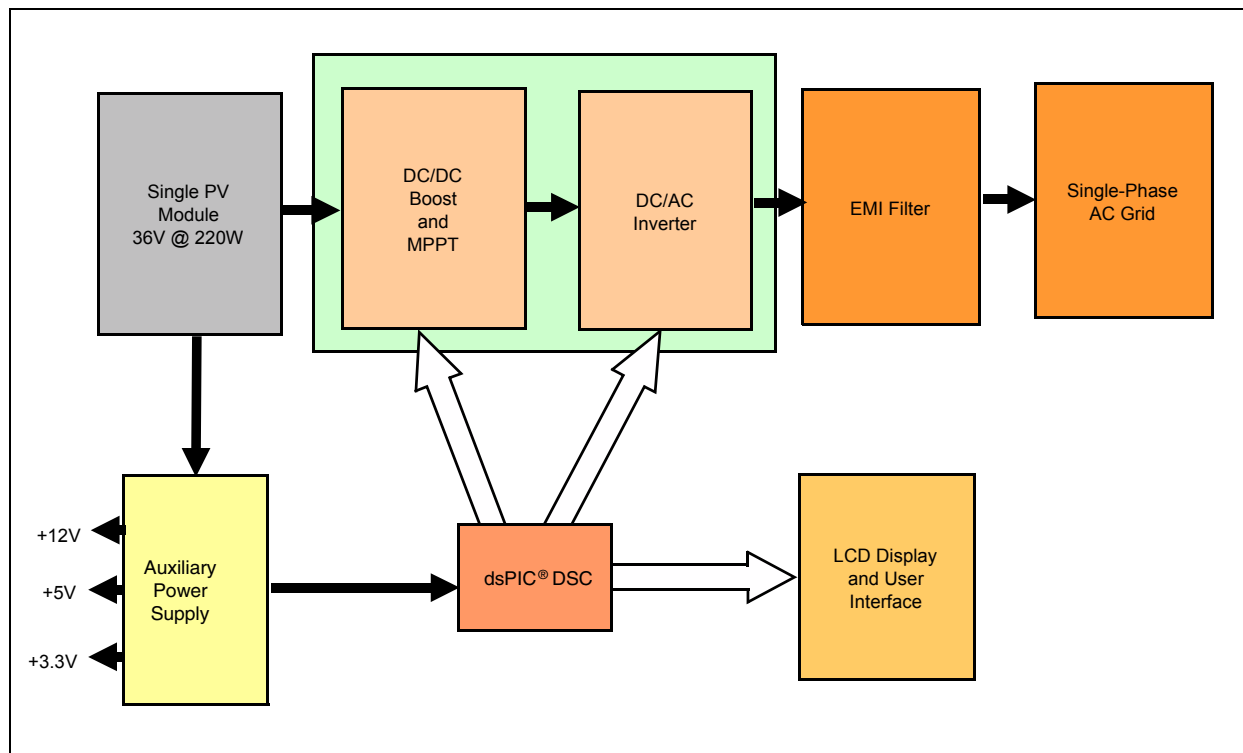 Single PV
Module
36V @ 220W
DC/DC
Boost
and
MPPT
DC/AC
Inverter
EMI Filter
Single-Phase
AC Grid
+12V
+5V
+3.3V
Auxiliary
Power
Supply
dsPIC® DSC
LCD Display
and User
Interface